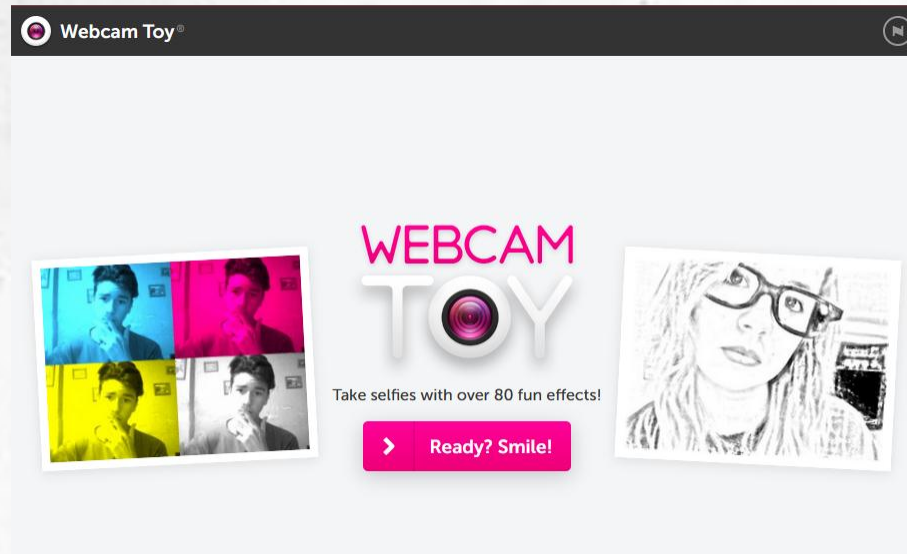 Webcam Toy®
WEBCAM
TOY
Take selfies with over 80 fun effects!
Ready? Smile!